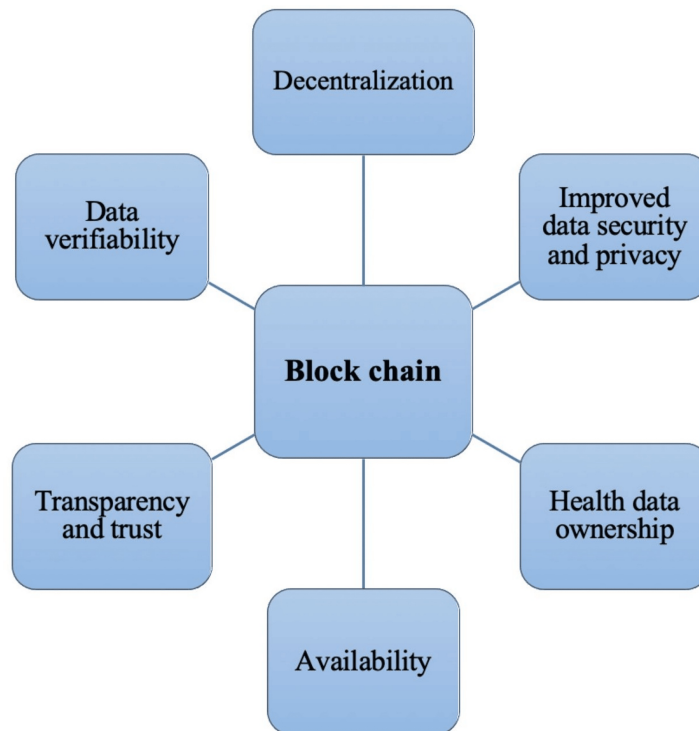 Decentralization
Data
verifiability
Improved
data security
and privacy
Block chain
Transparency
and trust
Health data
ownership
Availability